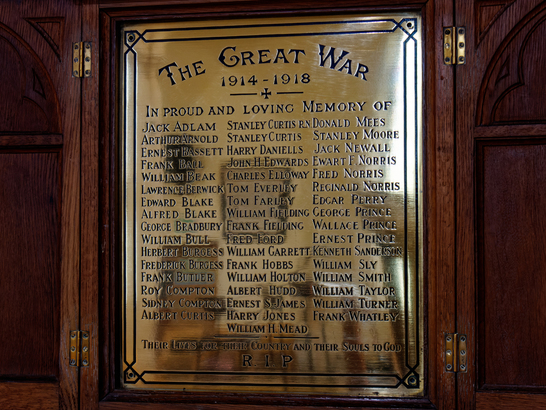 THE GREAT WAR
1914-1918
IN PROUD AND LOVING MEMORY OF
JACK ADLAM
ARTHUR ARNOLD
ERNEST BASSETT
FRANK BALL
WILLIAM BEAK
LAWRENCE BERWICK
EDWARD BLAKE
ALFRED BLAKE
GEORGE BRADBURY
WILLIAM BULL
HERBERT BURGESS
FREDERICK BURGESS
FRANK BUTLER
ROY COMPTON
SIDNEY COMPTON
ALBERT CURTIS
STANLEY CURTIS R.N
STANLEY CURTIS
HARRY DANIELLS
JOHN H. EDWARDS
CHARLES ELLOWAY
TOM EVERLEY
TOM FARLEY
WILLIAM FIELDING
FRANK FIELDING
FRED FORD
WILLIAM GARRETT
FRANK HOBBS
WILLIAM HOLTON
ALBERT HUDD
ERNEST S. JAMES
HARRY JONES
WILLIAM H. MEAD
DONALD MEES
STANLEY MOORE
JACK NEWALL
EWART F. NORRIS
FRED NORRIS
REGINALD NORRIS
EDGAR PERRY
GEORGE PRINCE
WALLACE PRINCE
ERNEST PRINCE
KENNETH SANDERSON
WILLIAM SLY
WILLIAM SMITH
WILLIAM TAYLOR
WILLIAM TURNER
FRANK WHATLEY
THEIR LIVES FOR THEIR COUNTRY AND THEIR SOULS TO GOD
R.I.P